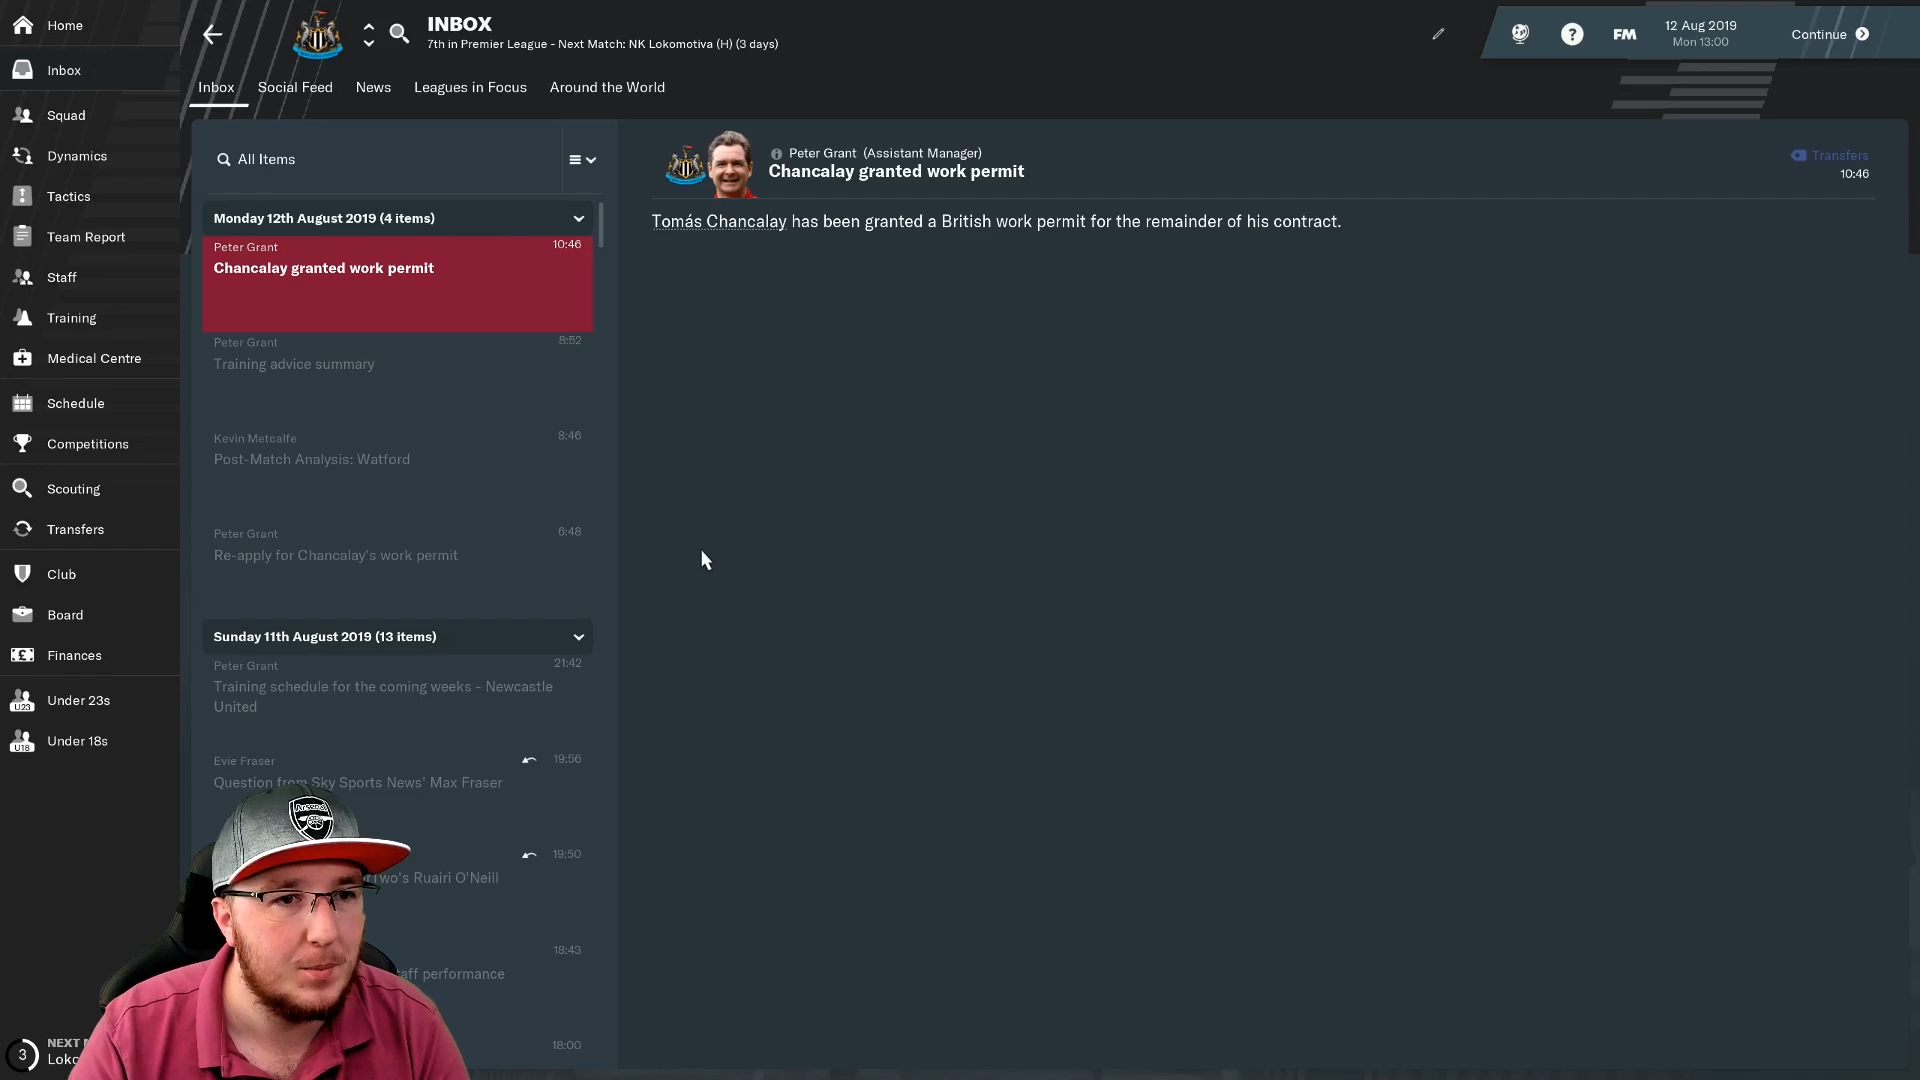 Home
Inbox
Squad
Dynamics
Tactics
Team Report
Staff
Training
Medical Centre
Schedule
Competitions
Scouting
Transfers
Club
Board
Finances
U23 Under 23s
U18 Under 18s
3
INBOX
7th in Premier League - Next Match: NK Lokomotiva (H) (3 days)
? FM
12 Aug 2019
Mon 13:00
Continue
Inbox Social Feed News Leagues in Focus Around the World
All Items
Monday 12th August 2019 (4 items)
Peter Grant 10:46
Chancalay granted work permit
Peter Grant 8:52
Training advice summary
Kevin Metcalfe 8:46
Post-Match Analysis: Watford
Peter Grant 6:48
Re-apply for Chancalay's work permit
Sunday 11th August 2019 (13 items)
Peter Grant 21:42
Training schedule for the coming weeks - Newcastle
United
Evie Fraser 19:56
Question from Sky Sports News' Max Fraser
19:50
Two's Ruairi O'Neill
18:43
performance
18:00
Arsenal
Peter Grant (Assistant Manager)
Chancalay granted work permit
Transfers
10:46
Tomás Chancalay has been granted a British work permit for the remainder of his contract.